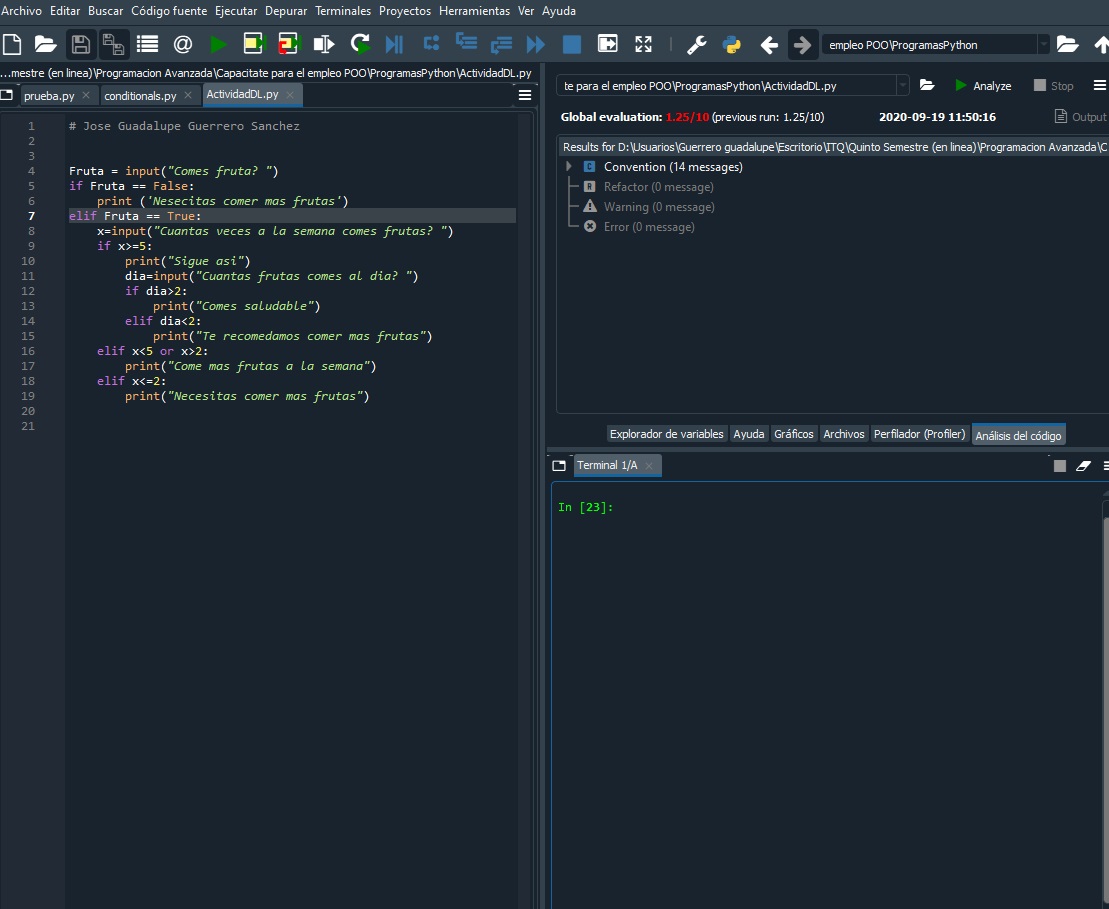 Archivo Editar Buscar Código fuente Ejecutar Depurar Terminales Proyectos Herramientas Ver Ayuda
empleo POO\ProgramasPython
...mestre (en linea)\Programacion Avanzada\Capacitate para el empleo POO\ProgramasPython\ActividadDL.py
prueba.py conditionals.py ActividadDL.py
1 # Jose Guadalupe Guerrero Sanchez
2
3
4 Fruta = input("Comes fruta? ")
5 if Fruta == False:
6 print ('Nesecitas comer mas frutas')
7 elif Fruta == True:
8 x=input("Cuantas veces a la semana comes frutas? ")
9 if x>=5:
10 print("Sigue asi")
11 dia=input("Cuantas frutas comes al dia? ")
12 if dia>2:
13 print("Comes saludable")
14 elif dia<2:
15 print("Te recomedamos comer mas frutas")
16 elif x<5 or x>2:
17 print("Come mas frutas a la semana")
18 elif x<=2:
19 print("Necesitas comer mas frutas")
20
21
te para el empleo POO\ProgramasPython\ActividadDL.py Analyze Stop
Global evaluation: 1.25/10 (previous run: 1.25/10) 2020-09-19 11:50:16 Output
Results for D:\Usuarios\Guerrero guadalupe\Escritorio\ITQ\Quinto Semestre (en linea)\Programacion Avanzada\C
C Convention (14 messages)
R Refactor (0 message)
Warning (0 message)
Error (0 message)
Explorador de variables Ayuda Gráficos Archivos Perfilador (Profiler) Análisis del código
Terminal 1/A
In [23]: